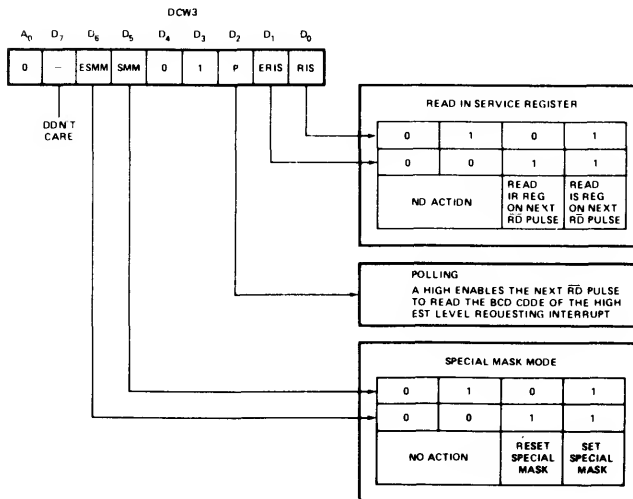 DCW3
A0 D7 D6 D5 D4 D3 D2 D1 D0
0 – ESMM SMM 0 1 P ERIS RIS
DDN'T
CARE
READ IN SERVICE REGISTER
0 1 0 1
0 0 1 1
ND ACTION
READ
IR REG
ON NEXT
RD PULSE
READ
IS REG
ON NEXT
RD PULSE
POLLING
A HIGH ENABLES THE NEXT RD PULSE
TO READ THE BCD CODE OF THE HIGH
EST LEVEL REQUESTING INTERRUPT
SPECIAL MASK MODE
0 1 0 1
0 0 1 1
NO ACTION
RESET
SPECIAL
MASK
SET
SPECIAL
MASK